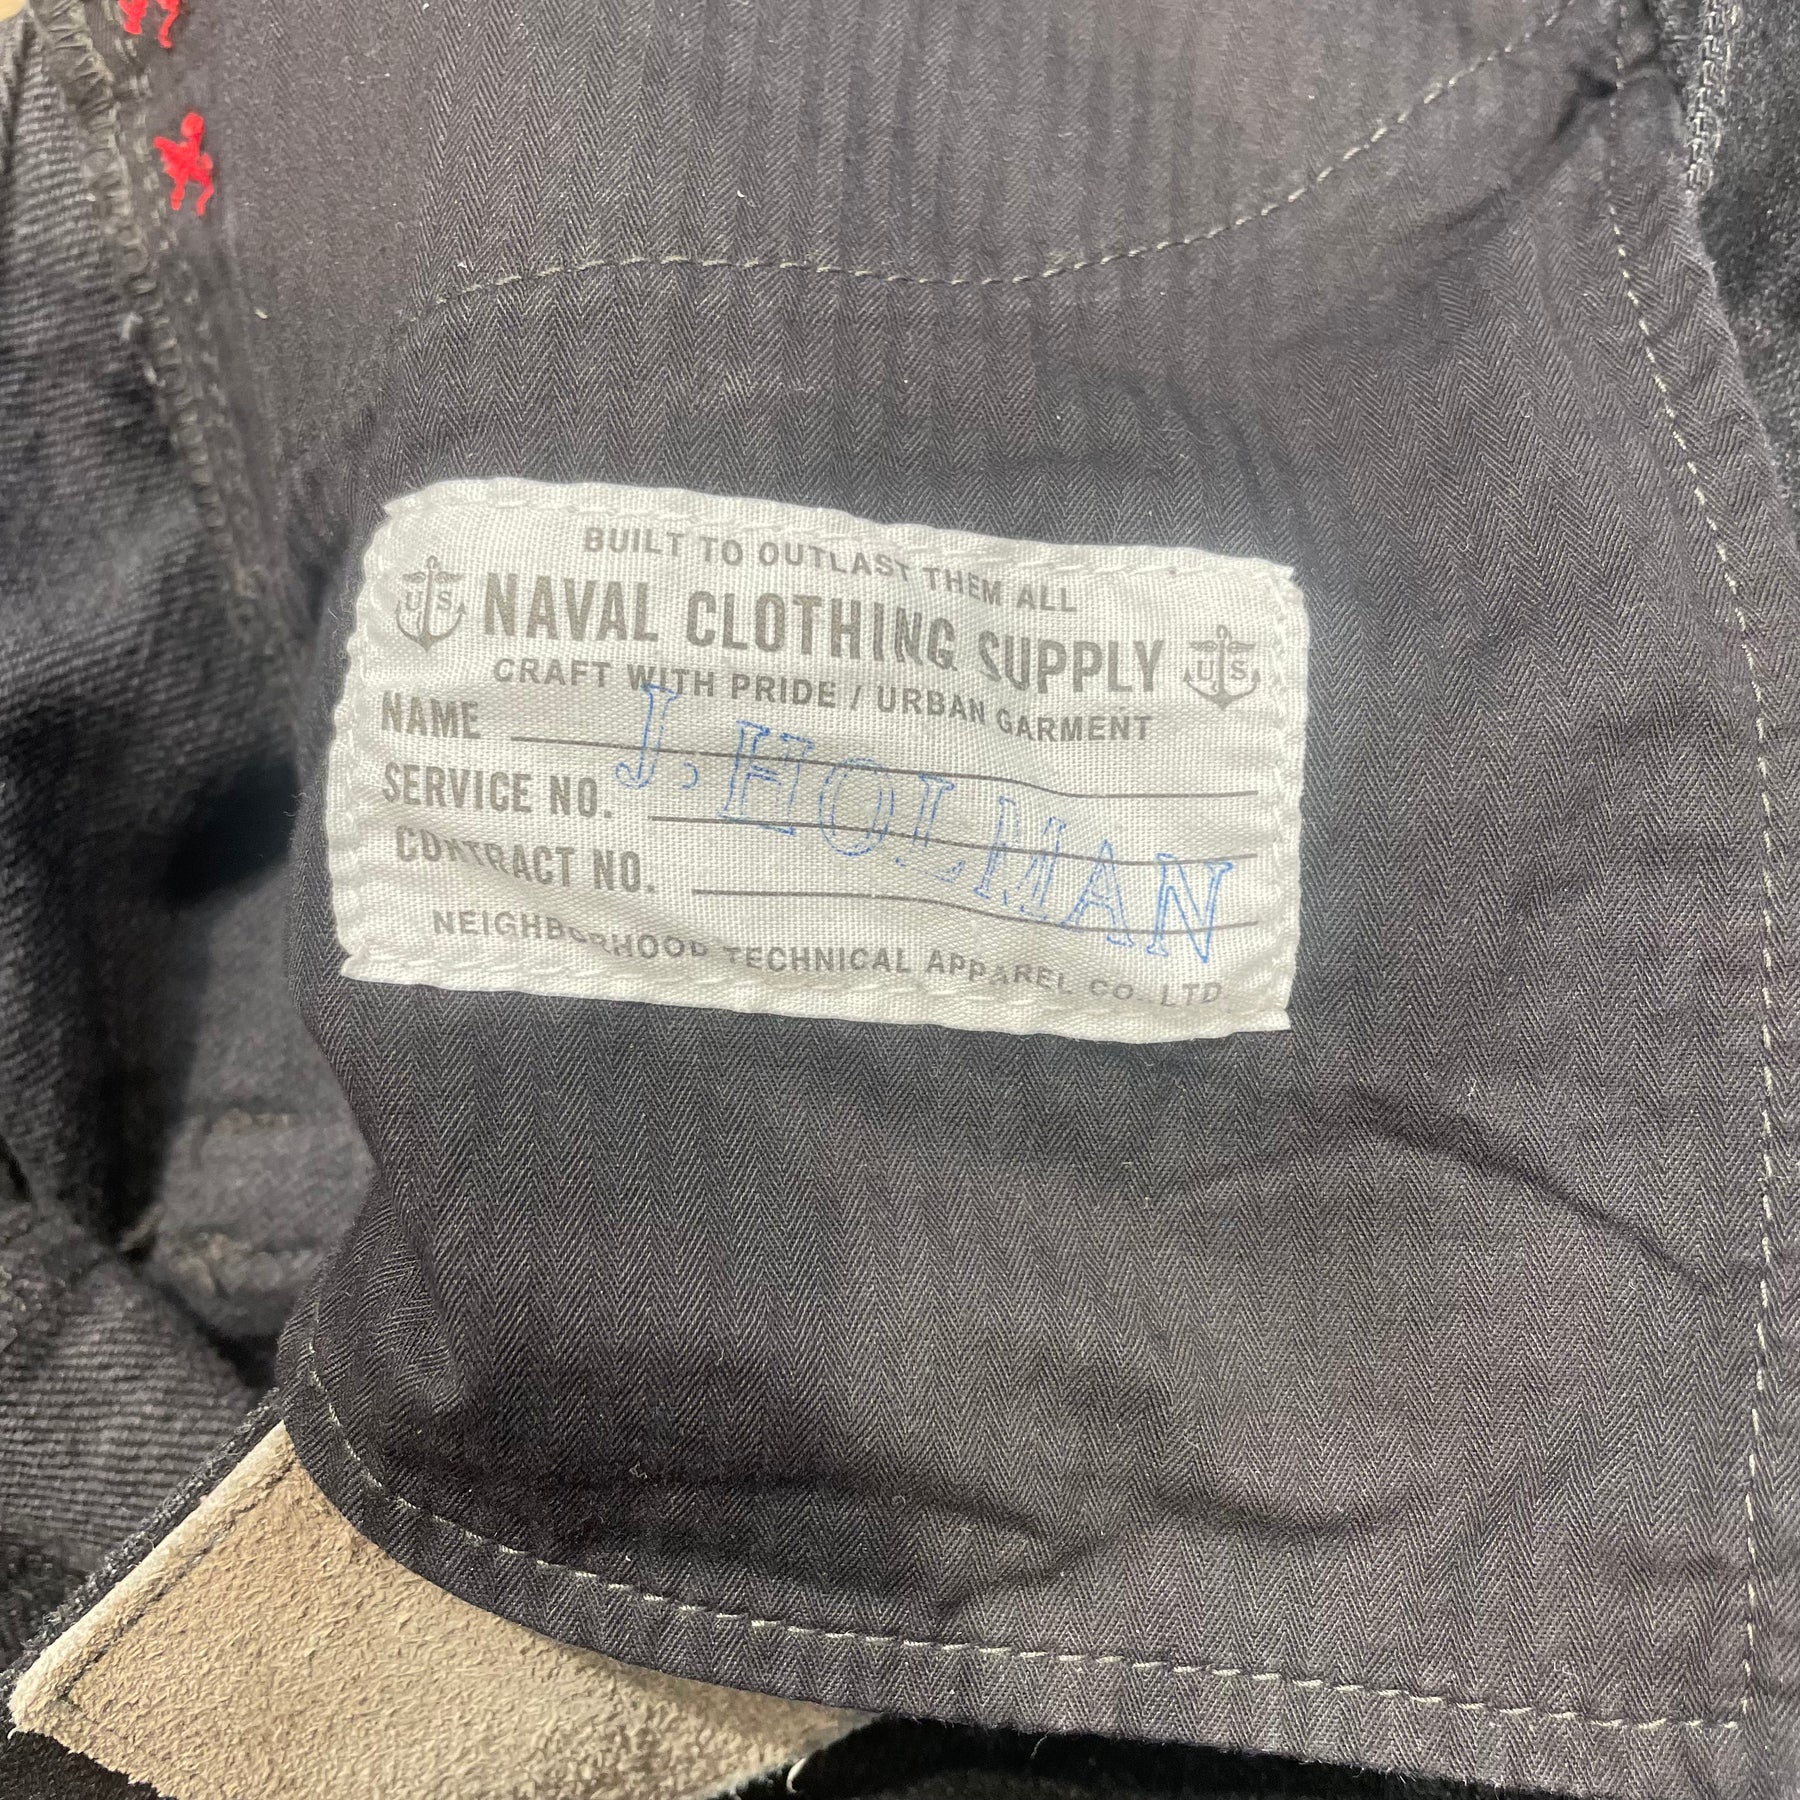 BUILT TO OUTLAST THEM ALL
U S NAVAL CLOTHING SUPPLY U S
CRAFT WITH PRIDE / URBAN GARMENT
NAME
J. HOLMAN
SERVICE NO.
CONTRACT NO.
NEIGHBORHOOD TECHNICAL APPAREL CO., LTD